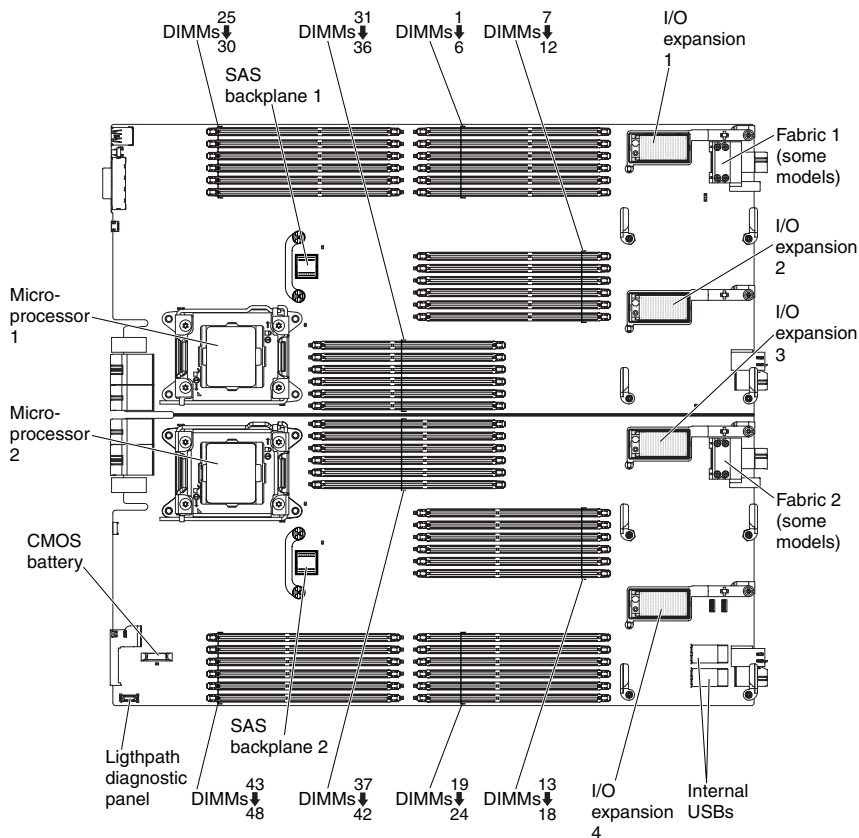 25
DIMMs
30
31
DIMMs
36
1
DIMMs
6
7
DIMMs
12
I/O
expansion
1
SAS
backplane 1
Fabric 1
(some
models)
I/O
expansion
2
Micro-
processor
1
I/O
expansion
3
Micro-
processor
2
Fabric 2
(some
models)
CMOS
battery
SAS
backplane 2
Ligthpath
diagnostic
panel
43
DIMMs
48
37
DIMMs
42
19
DIMMs
24
13
DIMMs
18
I/O
expansion
4
Internal
USBs